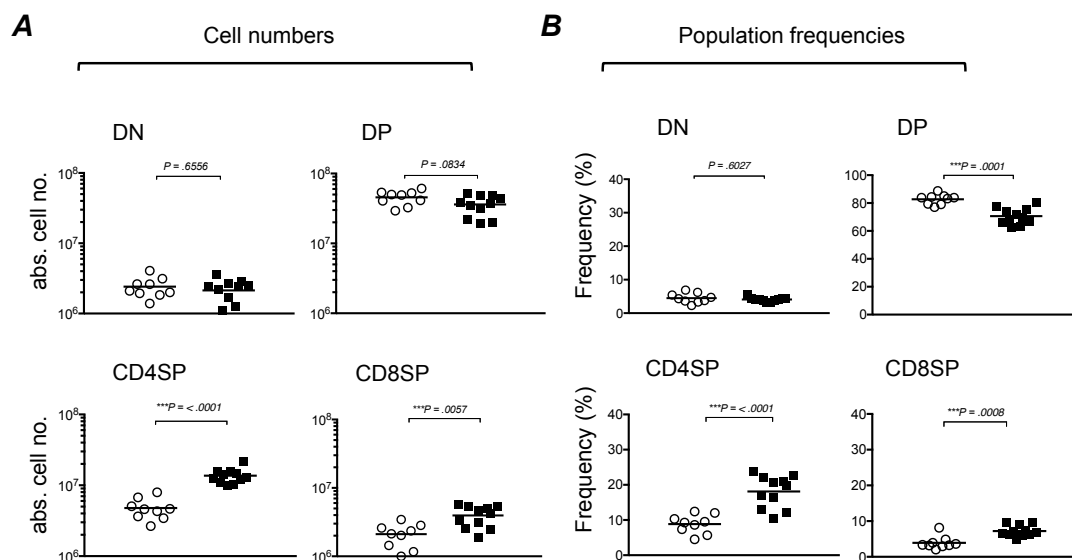 A
Cell numbers
B
Population frequencies
DN
DP
DN
DP
abs. cell no.
10⁸
10⁷
10⁶
P = .6556
10⁸
10⁷
10⁶
P = .0834
Frequency (%)
40
30
20
10
0
P = .6027
100
80
60
40
20
0
***P = .0001
CD4SP
CD8SP
CD4SP
CD8SP
abs. cell no.
10⁸
10⁷
10⁶
***P = <.0001
10⁸
10⁷
10⁶
***P = .0057
Frequency (%)
40
30
20
10
0
***P = <.0001
40
30
20
10
0
***P = .0008